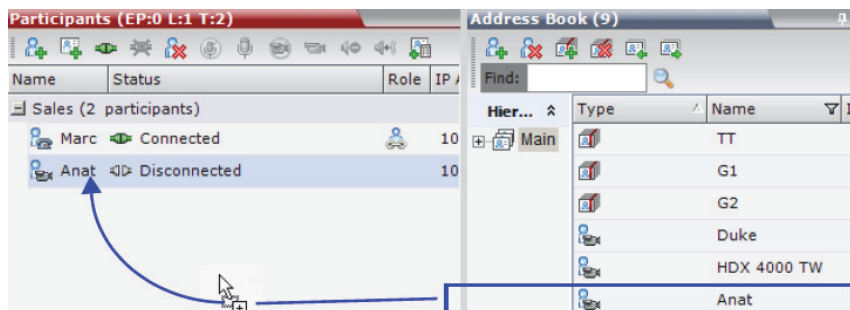 Participants (EP:0 L:1 T:2)
Name Status Role IP
Sales (2 participants)
Marc Connected 10
Anat Disconnected 10
Address Book (9)
Find:
Hier... Type Name
Main TT
G1
G2
Duke
HDX 4000 TW
Anat